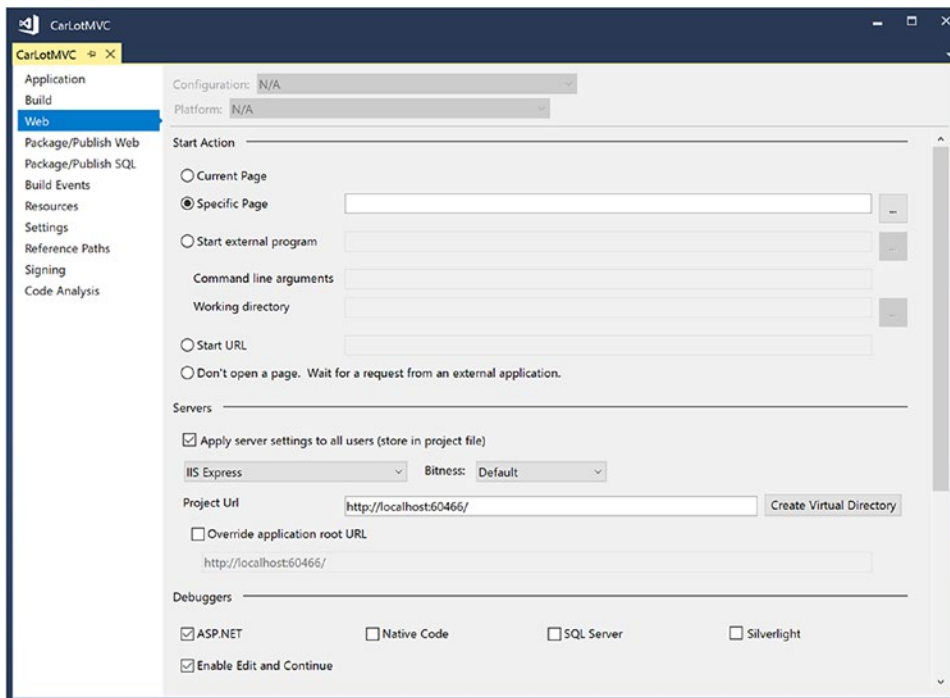 CarLotMVC
CarLotMVC
Application
Build
Web
Package/Publish Web
Package/Publish SQL
Build Events
Resources
Settings
Reference Paths
Signing
Code Analysis
Configuration: N/A
Platform: N/A
Start Action
Current Page
Specific Page
...
Start external program
...
Command line arguments
Working directory
...
Start URL
Don't open a page. Wait for a request from an external application.
Servers
Apply server settings to all users (store in project file)
IIS Express Bitness: Default
Project Url http://localhost:60466/ Create Virtual Directory
Override application root URL
http://localhost:60466/
Debuggers
ASP.NET Native Code SQL Server Silverlight
Enable Edit and Continue